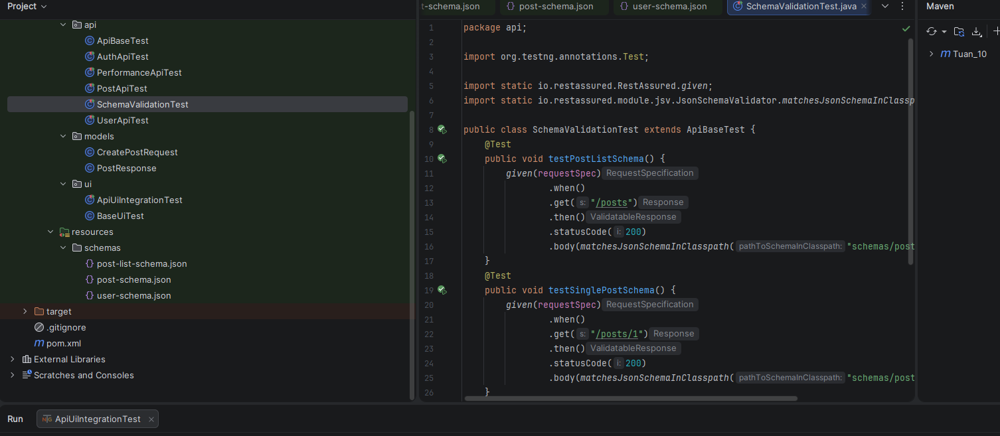 Project
api
ApiBaseTest
AuthApiTest
PerformanceApiTest
PostApiTest
SchemaValidationTest
UserApiTest
models
CreatePostRequest
PostResponse
ui
ApiUiIntegrationTest
BaseUiTest
resources
schemas
post-list-schema.json
post-schema.json
user-schema.json
target
.gitignore
pom.xml
External Libraries
Scratches and Consoles
t-schema.json post-schema.json user-schema.json SchemaValidationTest.java
1 package api;
2
3 import org.testng.annotations.Test;
4
5 import static io.restassured.RestAssured.given;
6 import static io.restassured.module.jsv.JsonSchemaValidator.matchesJsonSchemaInClassp
7
8 public class SchemaValidationTest extends ApiBaseTest {
9 @Test
10 public void testPostListSchema() {
11 given(requestSpec) RequestSpecification
12 .when()
13 .get( s: "/posts") Response
14 .then() ValidatableResponse
15 .statusCode( i: 200)
16 .body(matchesJsonSchemaInClasspath( pathToSchemaInClasspath: "schemas/post
17 }
18 @Test
19 public void testSinglePostSchema() {
20 given(requestSpec) RequestSpecification
21 .when()
22 .get( s: "/posts/1") Response
23 .then() ValidatableResponse
24 .statusCode( i: 200)
25 .body(matchesJsonSchemaInClasspath( pathToSchemaInClasspath: "schemas/post
26 }
Maven
Tuan_10
Run ApiUiIntegrationTest